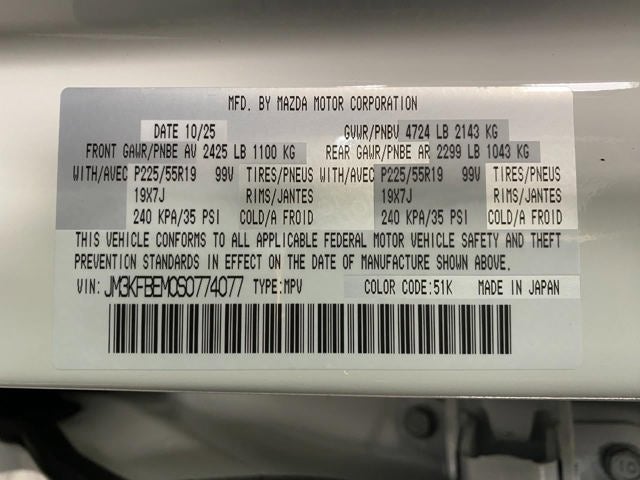 MFD. BY MAZDA MOTOR CORPORATION
DATE 10/25 GVWR/PNBV 4724 LB 2143 KG
FRONT GAWR/PNBE AV 2425 LB 1100 KG REAR GAWR/PNBE AR 2299 LB 1043 KG
WITH/AVEC P225/55R19 99V TIRES/PNEUS WITH/AVEC P225/55R19 99V TIRES/PNEUS
19X7J RIMS/JANTES 19X7J RIMS/JANTES
240 KPA/35 PSI COLD/A FROID 240 KPA/35 PSI COLD/A FROID
THIS VEHICLE CONFORMS TO ALL APPLICABLE FEDERAL MOTOR VEHICLE SAFETY AND THEFT
PREVENTION STANDARDS IN EFFECT ON THE DATE OF MANUFACTURE SHOWN ABOVE.
VIN: JM3KFBEM0S0774077 TYPE:MPV COLOR CODE:51K MADE IN JAPAN